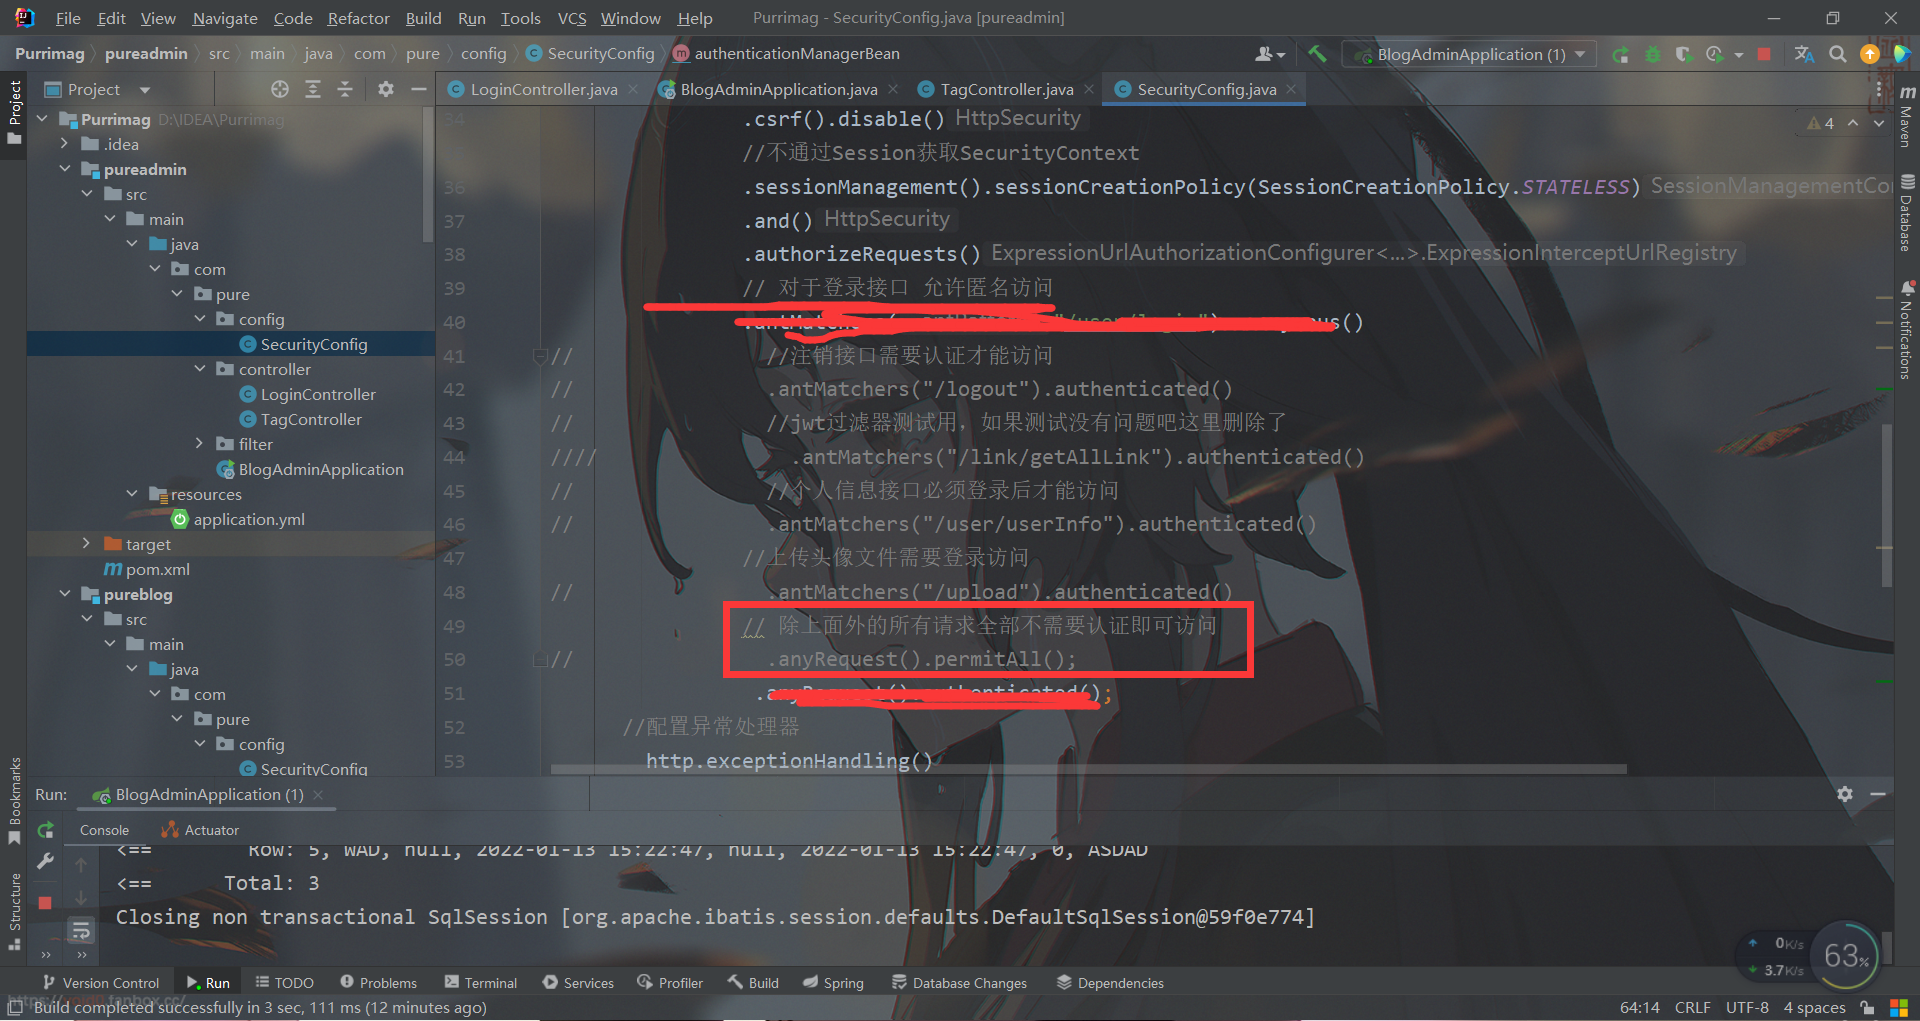 File Edit View Navigate Code Refactor Build Run Tools VCS Window Help Purrimag - SecurityConfig.java [pureadmin]
Purrimag pureadmin src main java com pure config SecurityConfig authenticationManagerBean BlogAdminApplication (1)
Project
Project
LoginController.java BlogAdminApplication.java TagController.java SecurityConfig.java
Purrimag D:\IDEA\Purrimag
.idea
pureadmin
src
main
java
com
pure
config
SecurityConfig
controller
LoginController
TagController
filter
BlogAdminApplication
resources
application.yml
target
pom.xml
pureblog
src
main
java
com
pure
config
SecurityConfig
34 .csrf().disable() HttpSecurity
//不通过Session获取SecurityContext
36 .sessionManagement().sessionCreationPolicy(SessionCreationPolicy.STATELESS) SessionManagementCon
37 .and() HttpSecurity
38 .authorizeRequests() ExpressionUrlAuthorizationConfigurer<...>.ExpressionInterceptUrlRegistry
39 // 对于登录接口 允许匿名访问
40 .antMatchers( "/user/login") ()
41 // //注销接口需要认证才能访问
42 // .antMatchers("/logout").authenticated()
43 // //jwt过滤器测试用，如果测试没有问题吧这里删除了
44 //// .antMatchers("/link/getAllLink").authenticated()
45 // //个人信息接口必须登录后才能访问
46 // .antMatchers("/user/userInfo").authenticated()
47 //上传头像文件需要登录访问
48 // .antMatchers("/upload").authenticated()
49 // 除上面外的所有请求全部不需要认证即可访问
50 // .anyRequest().permitAll();
51 .anyRequest().authenticated();
52 //配置异常处理器
53 http.exceptionHandling()
4
Maven
Database
Notifications
Bookmarks
Structure
Run: BlogAdminApplication (1)
Console Actuator
<== Row: 5, WAD, null, 2022-01-13 15:22:47, null, 2022-01-13 15:22:47, 0, ASDAD
<== Total: 3
Closing non transactional SqlSession [org.apache.ibatis.session.defaults.DefaultSqlSession@59f0e774]
0K/s
3.7K/s
63%
Version Control Run TODO Problems Terminal Services Profiler Build Spring Database Changes Dependencies
Build completed successfully in 3 sec, 111 ms (12 minutes ago) 64:14 CRLF UTF-8 4 spaces